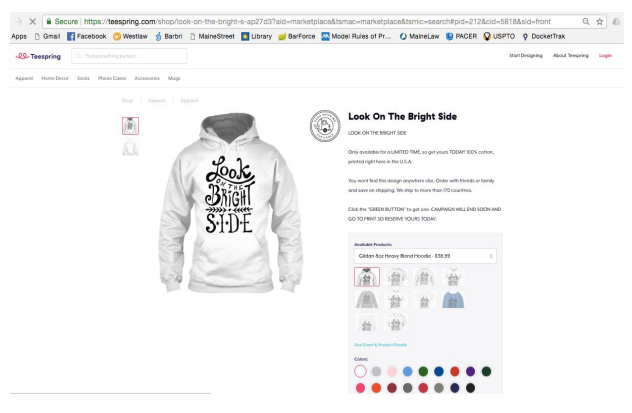 Secure | https://teespring.com/shop/look-on-the-bright-s-ap27d3?aid=marketplace&tsmac=marketplace&tsmic=search#pid=212&cid=5818&sid=front
Apps Gmail Facebook Westlaw Barbri MaineStreet Library BarForce Model Rules of Pr... MaineLaw PACER USPTO DocketTrak
Teespring Find something perfect Start Designing About Teespring Login
Apparel Home Decor Socks Phone Cases Accessories Mugs
Shop / Apparel / Apparel
Look On The Bright Side
LOOK ON THE BRIGHT SIDE
Only available for a LIMITED TIME, so get yours TODAY! 100% cotton,
printed right here in the U.S.A.
You wont find this design anywhere else. Order with friends or family
and save on shipping. We ship to more than 170 countries.
Click the "GREEN BUTTON" to get one. CAMPAIGN WILL END SOON AND
GO TO PRINT SO RESERVE YOURS TODAY.
Look
ON THE
BRIGHT
SIDE
Available Products:
Gildan 8oz Heavy Blend Hoodie - $38.99
Size Chart & Product Details
Colors: